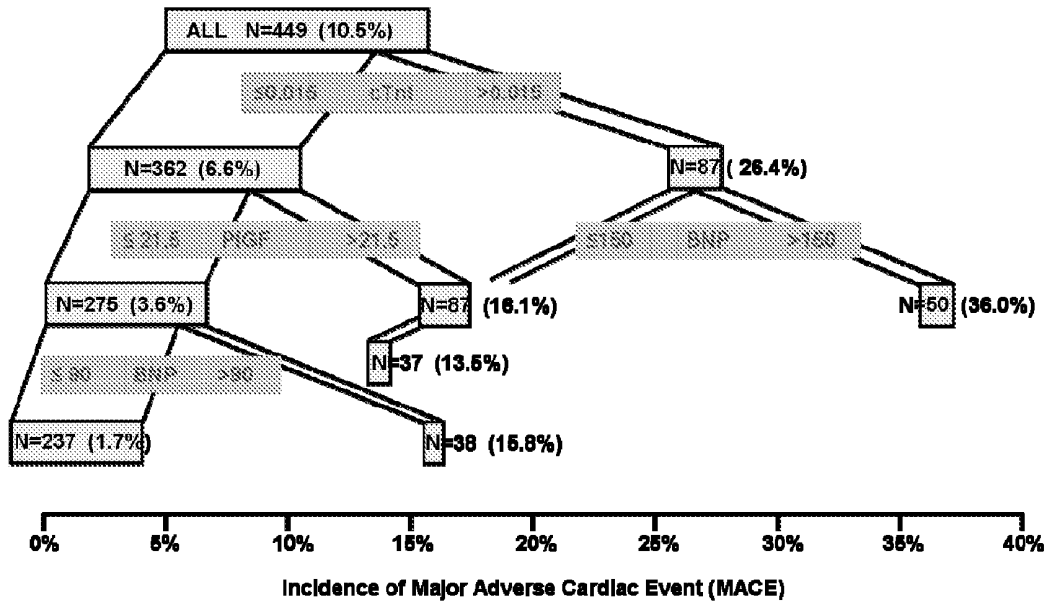 ALL N=449 (10.5%)
≤0.015 cTnI >0.015
N=362 (6.6%)
N=87 (26.4%)
≤21.5 PlGF >21.5
≤150 BNP >150
N=275 (3.6%)
N=87 (16.1%)
N=50 (36.0%)
N=37 (13.5%)
≤80 BNP >80
N=237 (1.7%)
N=38 (15.8%)
0% 5% 10% 15% 20% 25% 30% 35% 40%
Incidence of Major Adverse Cardiac Event (MACE)